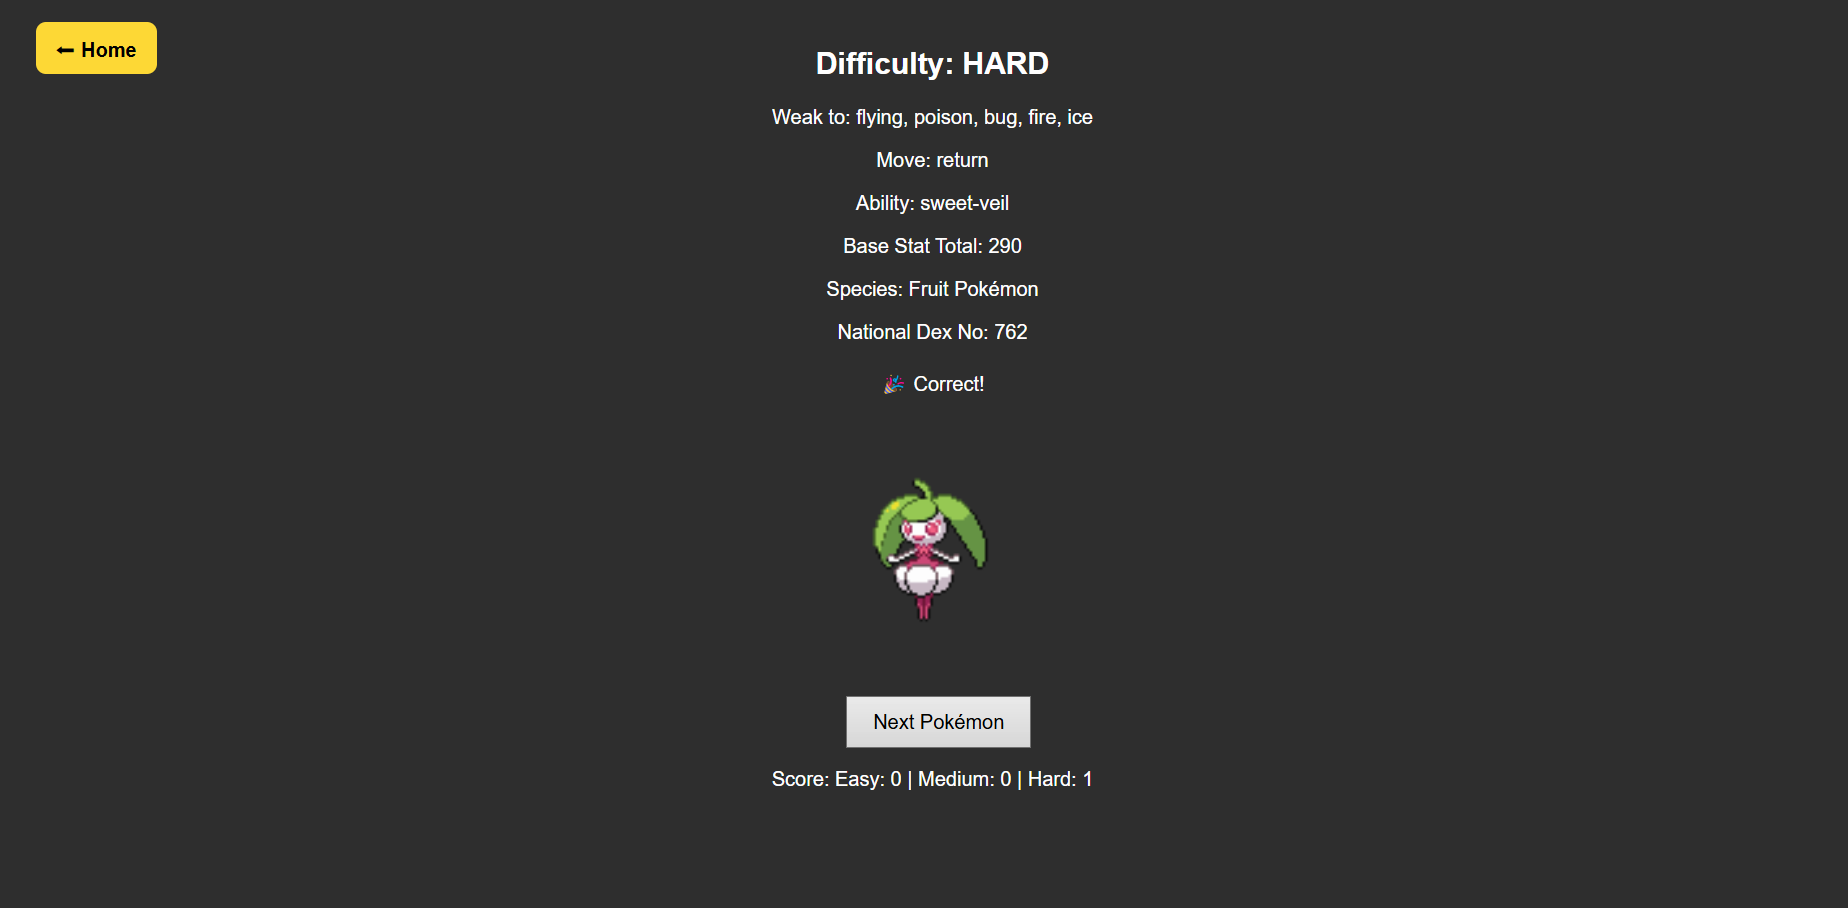 ⬅ Home
Difficulty: HARD
Weak to: flying, poison, bug, fire, ice
Move: return
Ability: sweet-veil
Base Stat Total: 290
Species: Fruit Pokémon
National Dex No: 762
🎉 Correct!
Next Pokémon
Score: Easy: 0 | Medium: 0 | Hard: 1